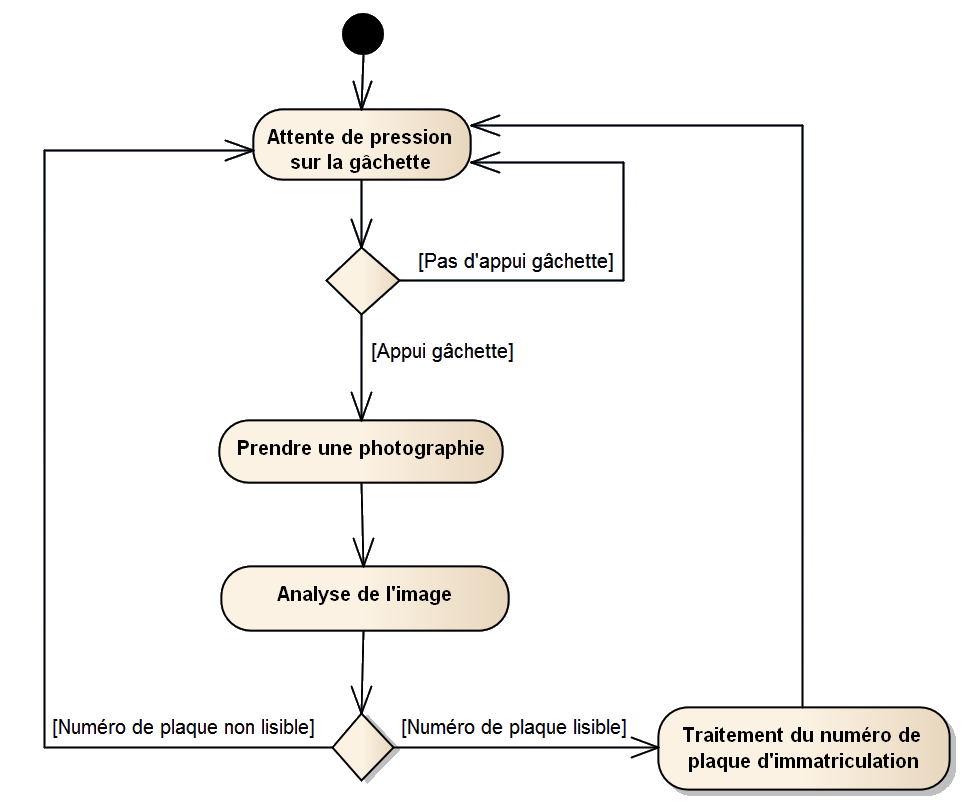 Attente de pression
sur la gâchette
[Pas d'appui gâchette]
[Appui gâchette]
Prendre une photographie
Analyse de l'image
[Numéro de plaque non lisible]
[Numéro de plaque lisible]
Traitement du numéro de
plaque d'immatriculation